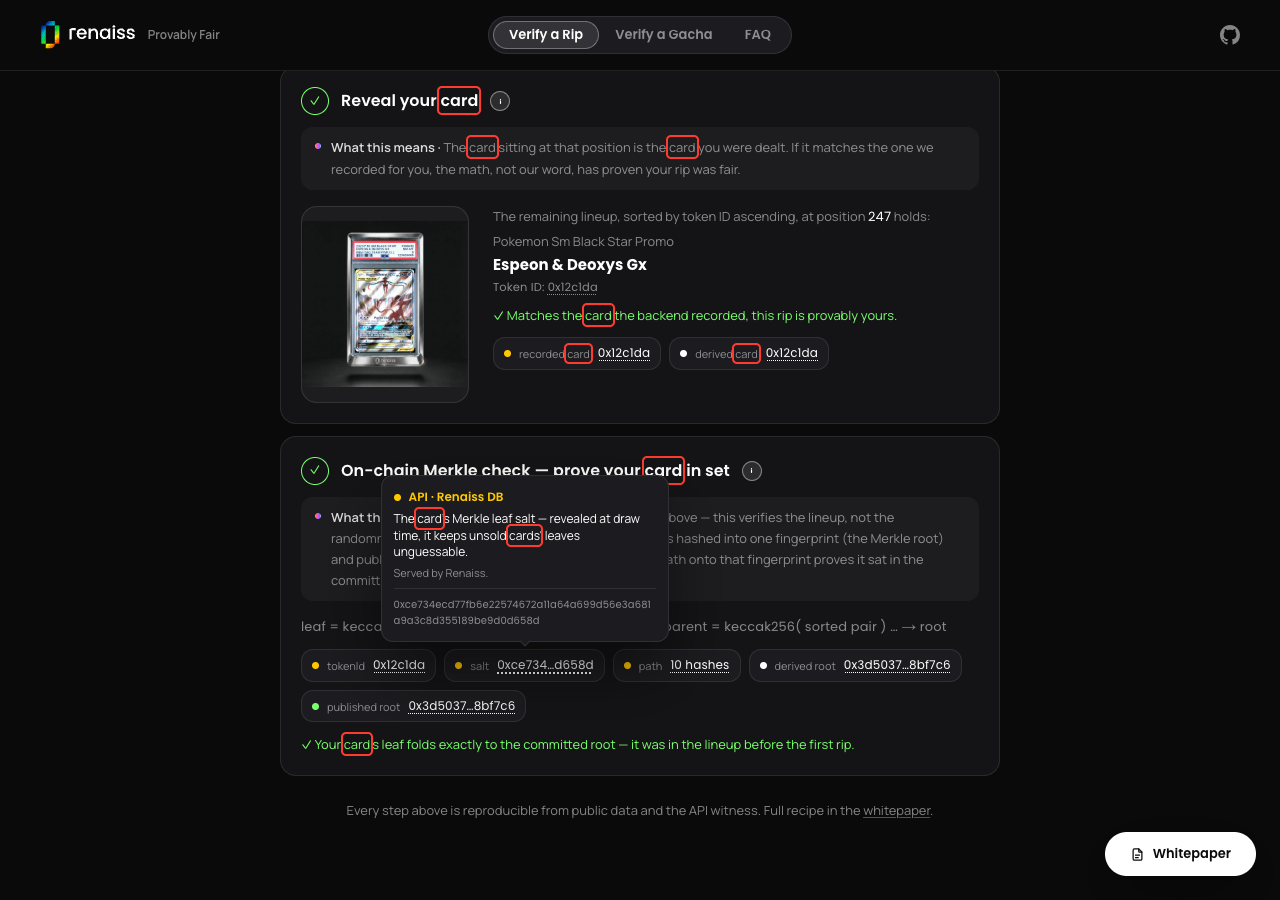 renaiss
Provably Fair
Verify a Rip
Verify a Gacha
FAQ
Reveal your card
What this means · The card sitting at that position is the card you were dealt. If it matches the one we
recorded for you, the math, not our word, has proven your rip was fair.
The remaining lineup, sorted by token ID ascending, at position 247 holds:
Pokemon Sm Black Star Promo
Espeon & Deoxys Gx
Token ID: 0x12c1da
✓ Matches the card the backend recorded, this rip is provably yours.
recorded card 0x12c1da
derived card 0x12c1da
On-chain Merkle check — prove your card in set
API · Renaiss DB
The card's Merkle leaf salt — revealed at draw
time, it keeps unsold cards' leaves
unguessable.
Served by Renaiss.
0xce734ecd77fb6e22574672a11a64a699d56e3a681
a9a3c8d355189be9d0d658d
What th
bove — this verifies the lineup, not the
random
s hashed into one fingerprint (the Merkle root)
and publ
ath onto that fingerprint proves it sat in the
committ
leaf = kecca
parent = keccak256( sorted pair ) … → root
tokenId 0x12c1da
salt 0xce734…d658d
path 10 hashes
derived root 0x3d5037…8bf7c6
published root 0x3d5037…8bf7c6
✓ Your card's leaf folds exactly to the committed root — it was in the lineup before the first rip.
Every step above is reproducible from public data and the API witness. Full recipe in the whitepaper.
Whitepaper